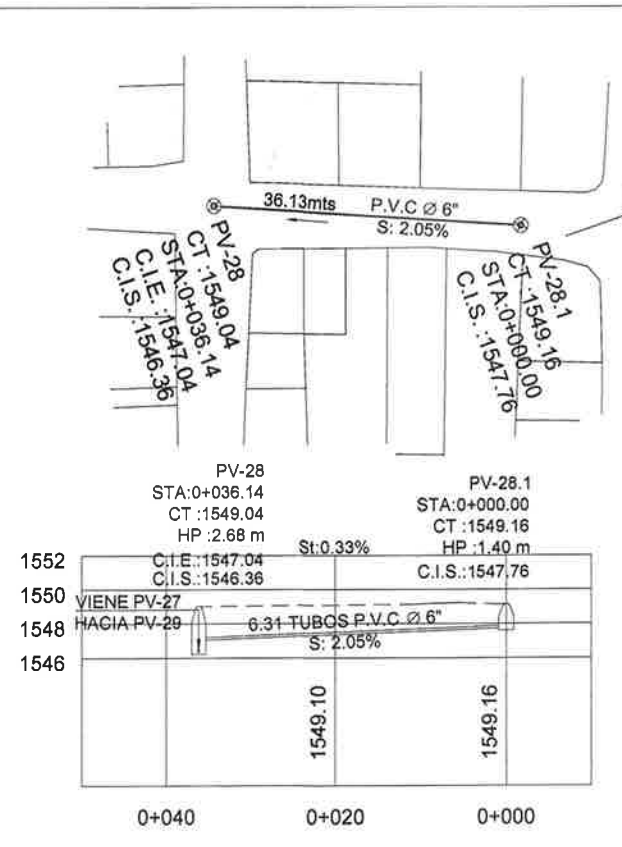 36.13mts
P.V.C Ø 6"
S: 2.05%
PV-28
CT :1549.04
STA:0+036.14
C.I.E. :1547.04
C.I.S. :1546.36
PV-28.1
CT :1549.16
STA:0+000.00
C.I.S. :1547.76
PV-28
STA:0+036.14
CT :1549.04
HP :2.68 m
C.I.E.:1547.04
C.I.S.:1546.36
St:0.33%
PV-28.1
STA:0+000.00
CT :1549.16
HP :1.40 m
C.I.S.:1547.76
1552
1550
1548
1546
VIENE PV-27
HACIA PV-29
6.31 TUBOS P.V.C Ø 6"
S: 2.05%
1549.10
1549.16
0+040
0+020
0+000